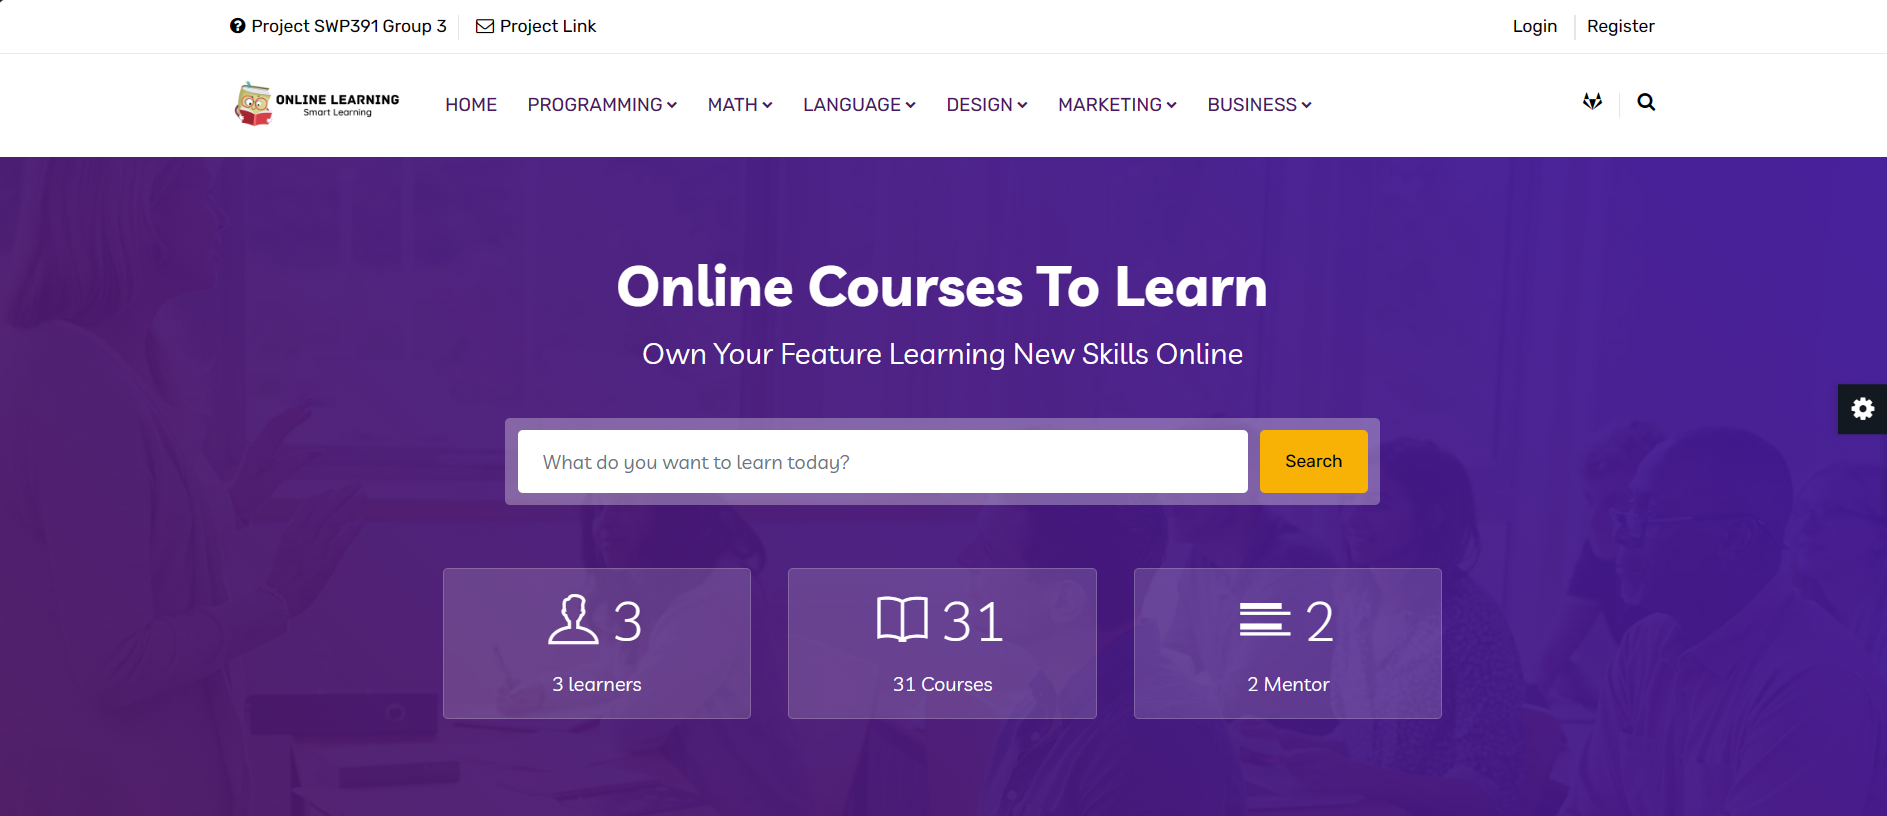 Project SWP391 Group 3
Project Link
Login
Register
ONLINE LEARNING
Smart Learning
HOME
PROGRAMMING
MATH
LANGUAGE
DESIGN
MARKETING
BUSINESS
Online Courses To Learn
Own Your Feature Learning New Skills Online
What do you want to learn today?
Search
3
3 learners
31
31 Courses
2
2 Mentor